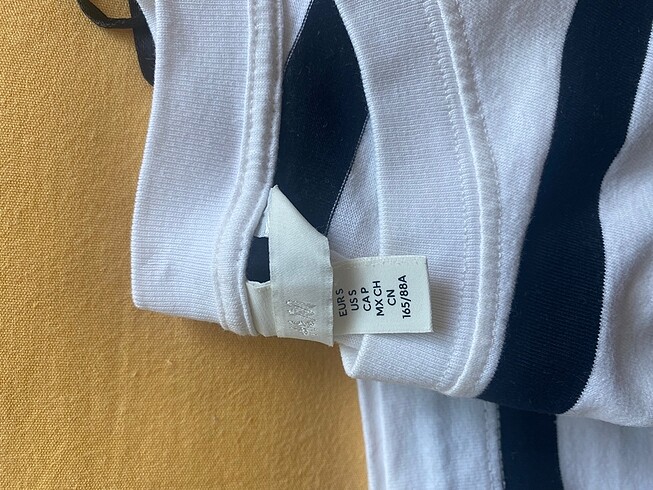 H&M
EUR S
US S
CA P
MX CH
CN
165/88A